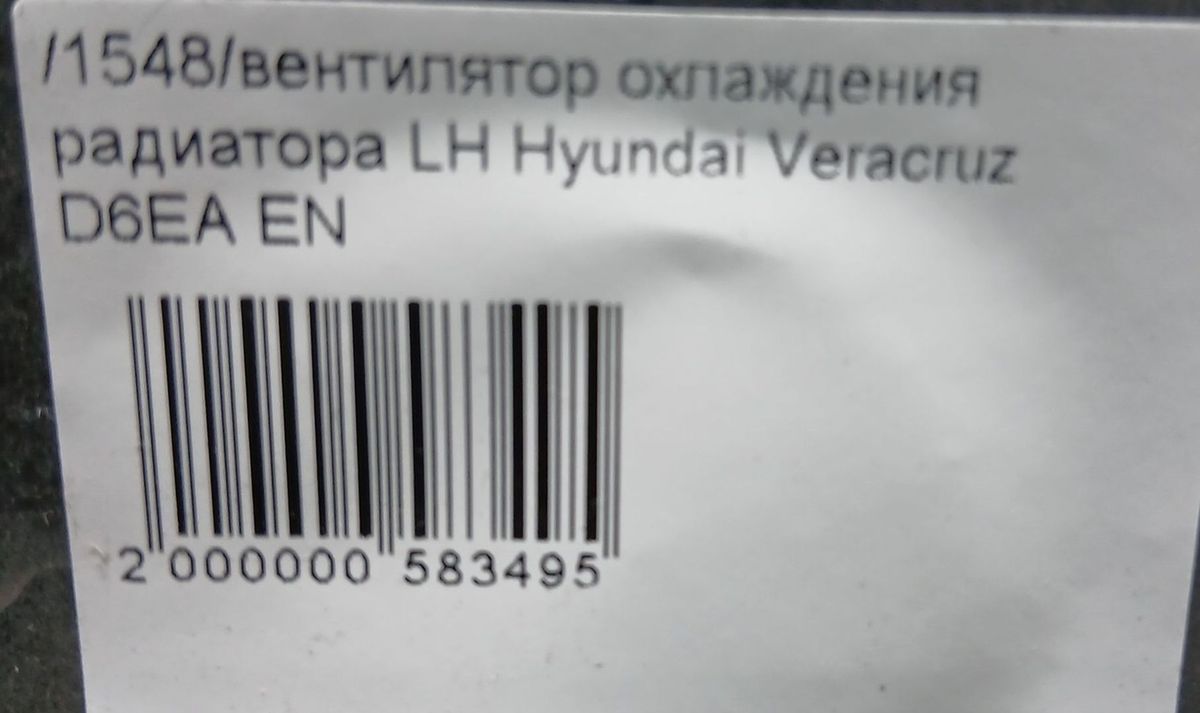 /1548/вентилятор охлаждения
радиатора LH Hyundai Veracruz
D6EA EN
2 000000 583495